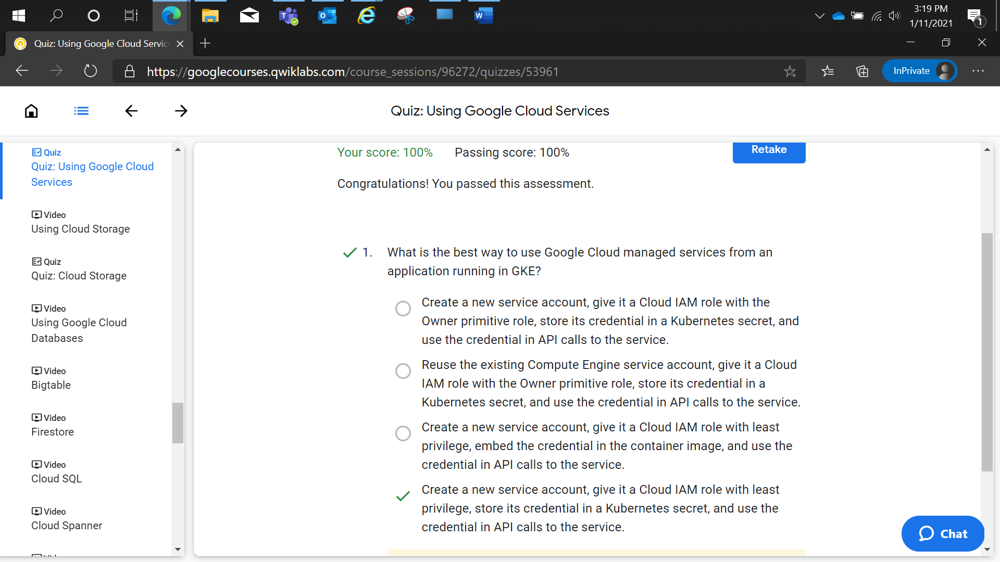 3:19 PM
1/11/2021
1
Quiz: Using Google Cloud Servic
https://googlecourses.qwiklabs.com/course_sessions/96272/quizzes/53961
InPrivate
Quiz: Using Google Cloud Services
Quiz
Quiz: Using Google Cloud
Services
Video
Using Cloud Storage
Quiz
Quiz: Cloud Storage
Video
Using Google Cloud
Databases
Video
Bigtable
Video
Firestore
Video
Cloud SQL
Video
Cloud Spanner
Your score: 100% Passing score: 100%
Retake
Congratulations! You passed this assessment.
1. What is the best way to use Google Cloud managed services from an
application running in GKE?
Create a new service account, give it a Cloud IAM role with the
Owner primitive role, store its credential in a Kubernetes secret, and
use the credential in API calls to the service.
Reuse the existing Compute Engine service account, give it a Cloud
IAM role with the Owner primitive role, store its credential in a
Kubernetes secret, and use the credential in API calls to the service.
Create a new service account, give it a Cloud IAM role with least
privilege, embed the credential in the container image, and use the
credential in API calls to the service.
Create a new service account, give it a Cloud IAM role with least
privilege, store its credential in a Kubernetes secret, and use the
credential in API calls to the service.
Chat